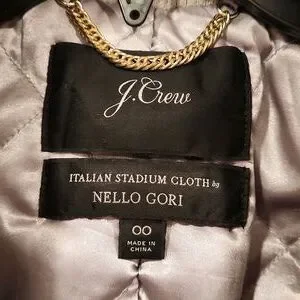 J.Crew
ITALIAN STADIUM CLOTH by
NELLO GORI
00
MADE IN
CHINA